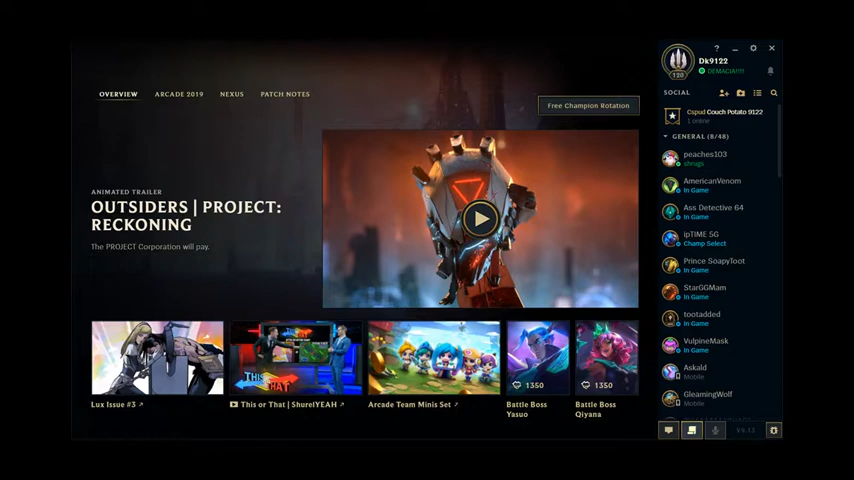 OVERVIEW
ARCADE 2019
NEXUS
PATCH NOTES
Free Champion Rotation
ANIMATED TRAILER
OUTSIDERS | PROJECT:
RECKONING
The PROJECT Corporation will pay.
THIS
THAT
1350
1350
Lux Issue #3
This or That | ShureIYEAH
Arcade Team Minis Set
Battle Boss
Yasuo
Battle Boss
Qiyana
?
120
Dk9122
DEMACIA!!!!
SOCIAL
Cspud Couch Potato 9122
1 online
GENERAL (8/48)
peaches103
shrugs
AmericanVenom
In Game
Ass Detective 64
In Game
ipTIME 5G
Champ Select
Prince SoapyToot
In Game
StarGGMam
In Game
tootadded
In Game
VulpineMask
In Game
Askald
Mobile
GleamingWolf
Mobile
V9.13